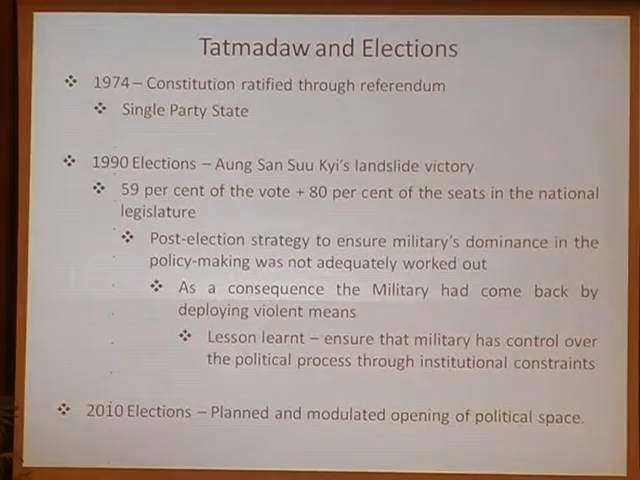 Tatmadaw and Elections
❖ 1974 – Constitution ratified through referendum
❖ Single Party State
❖ 1990 Elections – Aung San Suu Kyi's landslide victory
❖ 59 per cent of the vote + 80 per cent of the seats in the national
legislature
❖ Post-election strategy to ensure military's dominance in the
policy-making was not adequately worked out
❖ As a consequence the Military had come back by
deploying violent means
❖ Lesson learnt – ensure that military has control over
the political process through institutional constraints
❖ 2010 Elections – Planned and modulated opening of political space.